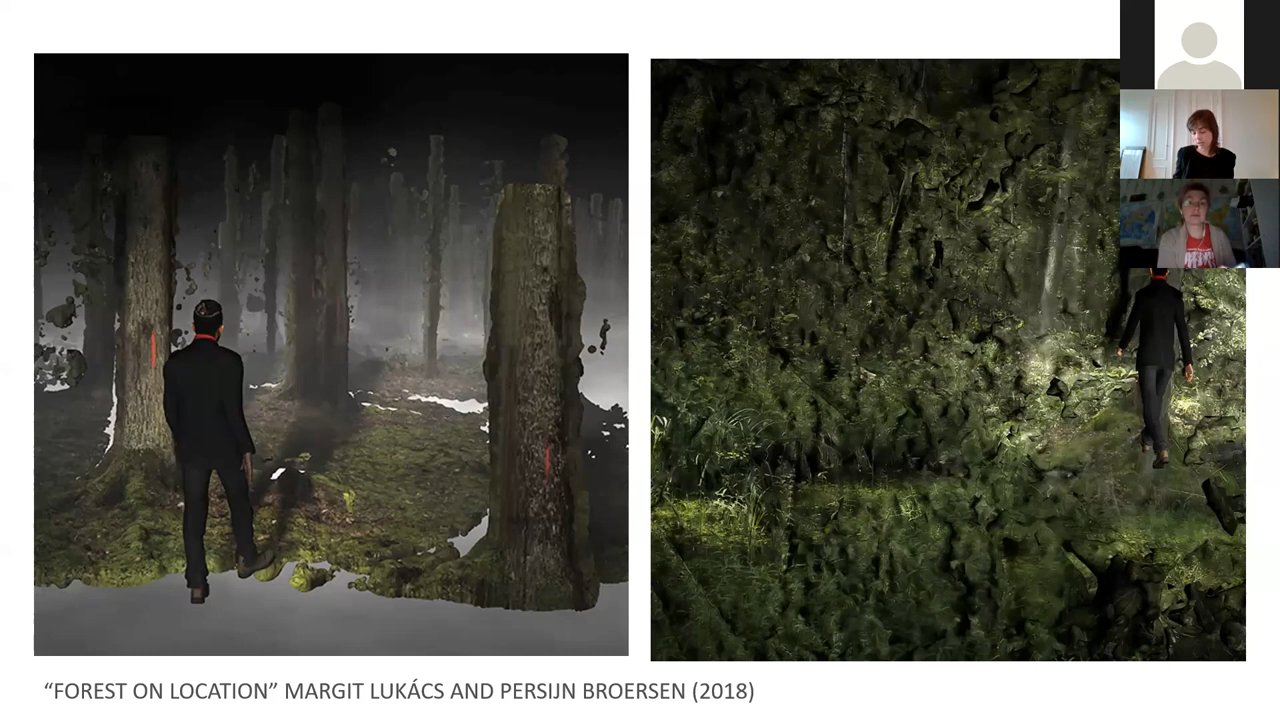 “FOREST ON LOCATION” MARGIT LUKÁCS AND PERSIJN BROERSEN (2018)